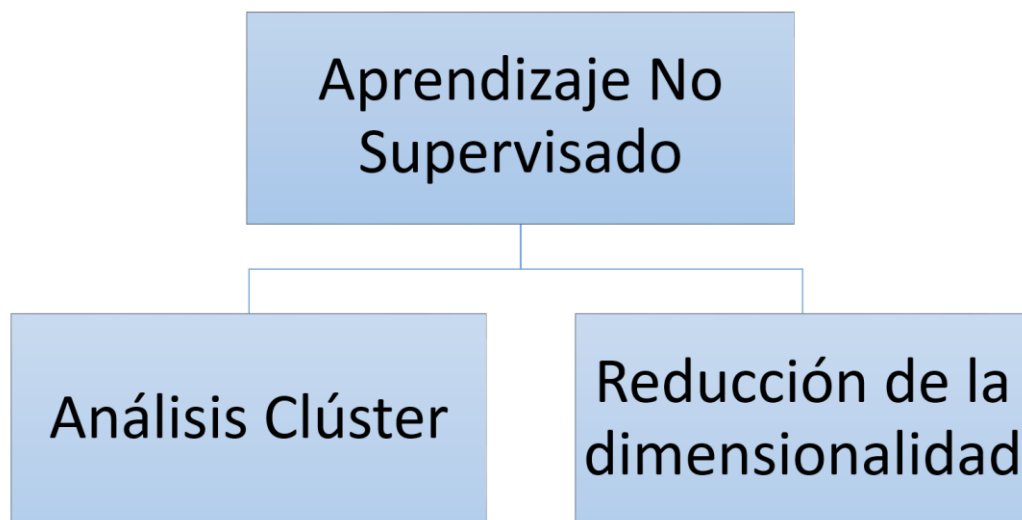 Aprendizaje No
Supervisado
Análisis Clúster
Reducción de la
dimensionalidad